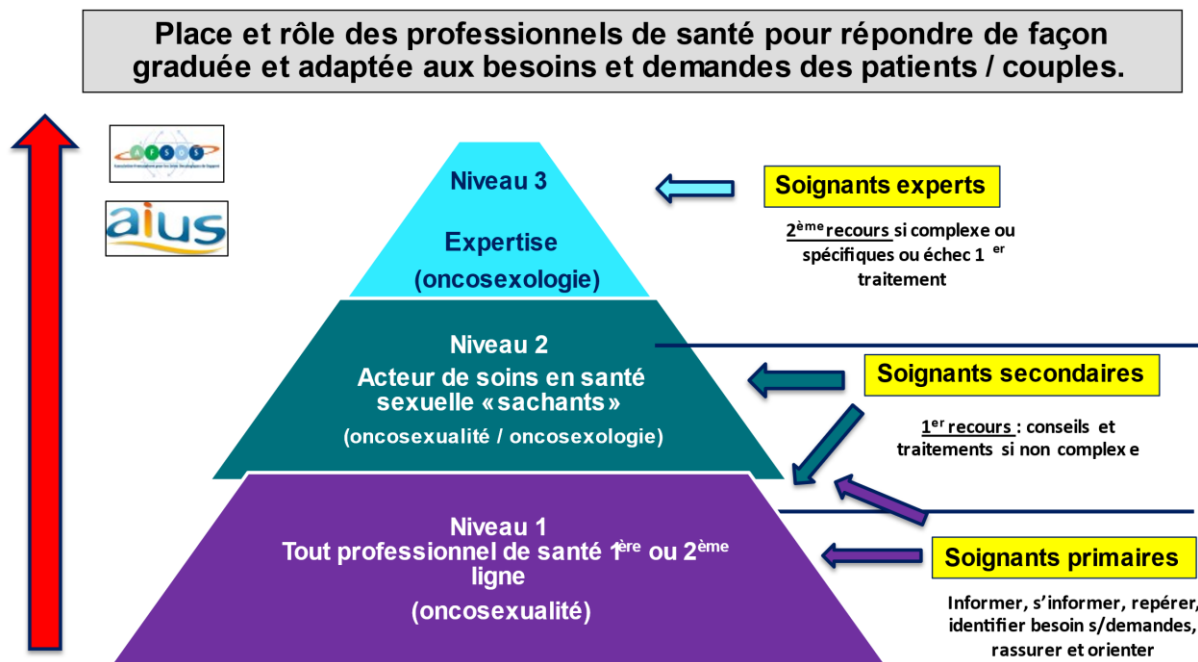 Place et rôle des professionnels de santé pour répondre de façon
graduée et adaptée aux besoins et demandes des patients / couples.
AFSOS
aius
Niveau 3
Expertise
(oncosexologie)
Soignants experts
2ème recours si complexe ou
spécifiques ou échec 1 er
traitement
Niveau 2
Acteur de soins en santé
sexuelle « sachants »
(oncosexualité / oncosexologie)
Soignants secondaires
1er recours : conseils et
traitements si non complexe
Niveau 1
Tout professionnel de santé 1ère ou 2ème
ligne
(oncosexualité)
Soignants primaires
Informer, s’informer, repérer,
identifier besoin s/demandes,
rassurer et orienter